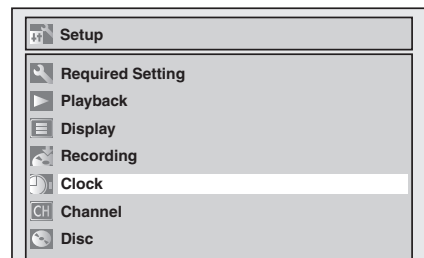 Setup
Required Setting
Playback
Display
Recording
Clock
CH Channel
Disc